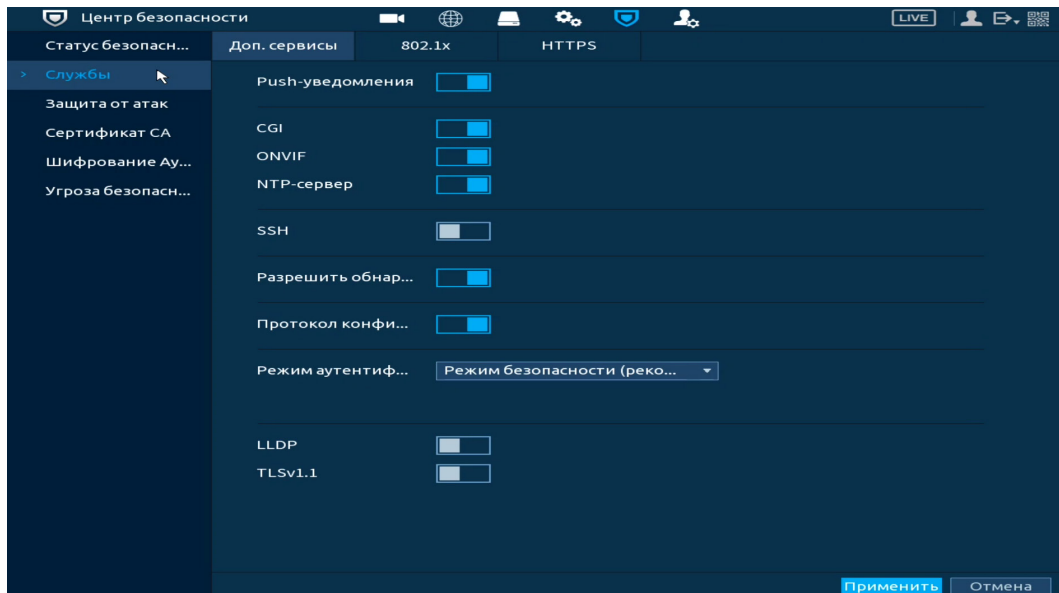 Центр безопасности
LIVE
Статус безопасн...
Службы
Защита от атак
Сертификат CA
Шифрование Ау...
Угроза безопасн...
Доп. сервисы
802.1x
HTTPS
Push-уведомления
CGI
ONVIF
NTP-сервер
SSH
Разрешить обнар...
Протокол конфи...
Режим аутентиф...
Режим безопасности (реко...
LLDP
TLSv1.1
Применить
Отмена